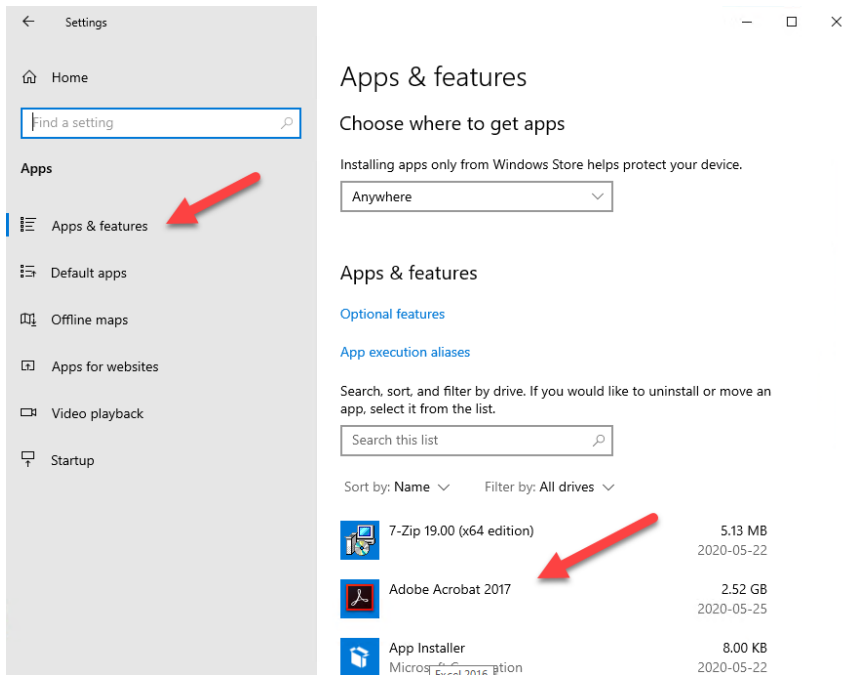 Settings
Home
Find a setting
Apps
Apps & features
Default apps
Offline maps
Apps for websites
Video playback
Startup
Apps & features
Choose where to get apps
Installing apps only from Windows Store helps protect your device.
Anywhere
Apps & features
Optional features
App execution aliases
Search, sort, and filter by drive. If you would like to uninstall or move an
app, select it from the list.
Search this list
Sort by: Name Filter by: All drives
7-Zip 19.00 (x64 edition) 5.13 MB
2020-05-22
Adobe Acrobat 2017 2.52 GB
2020-05-25
App Installer 8.00 KB
2020-05-22
Excel 2016